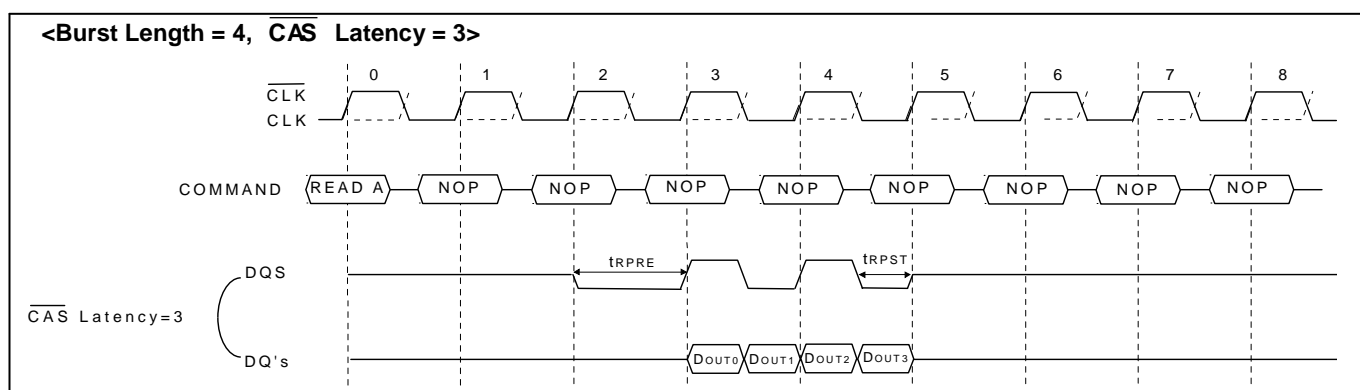 <Burst Length = 4, CAS Latency = 3>
0 1 2 3 4 5 6 7 8
CLK
CLK
COMMAND READ A NOP NOP NOP NOP NOP NOP NOP NOP
DQS tRPRE tRPST
CAS Latency=3
DQ's DOUT0 DOUT1 DOUT2 DOUT3